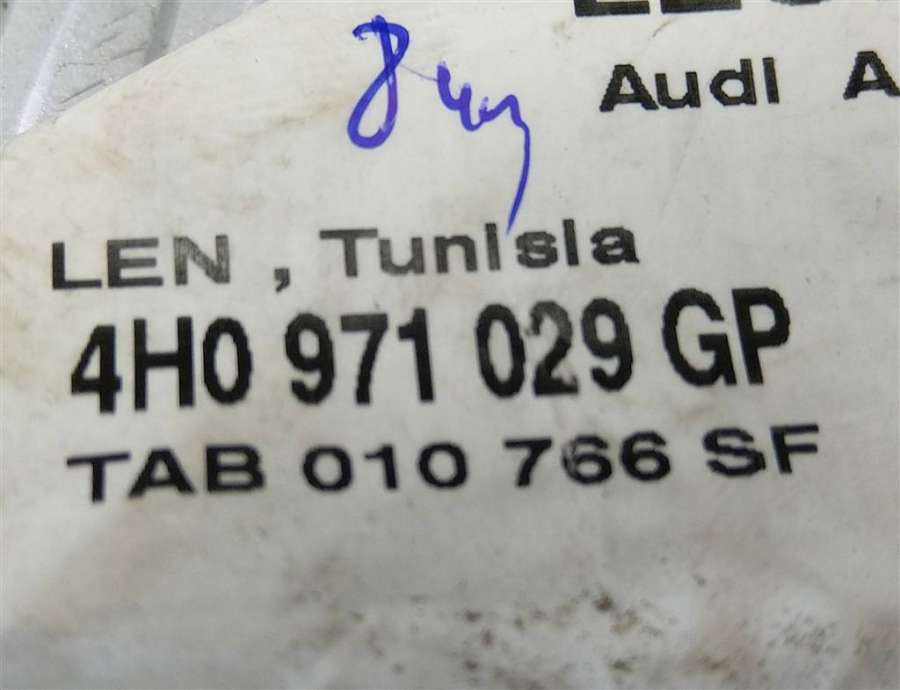 Audi A
LEN , Tunisia
4H0 971 029 GP
TAB 010 766 SF